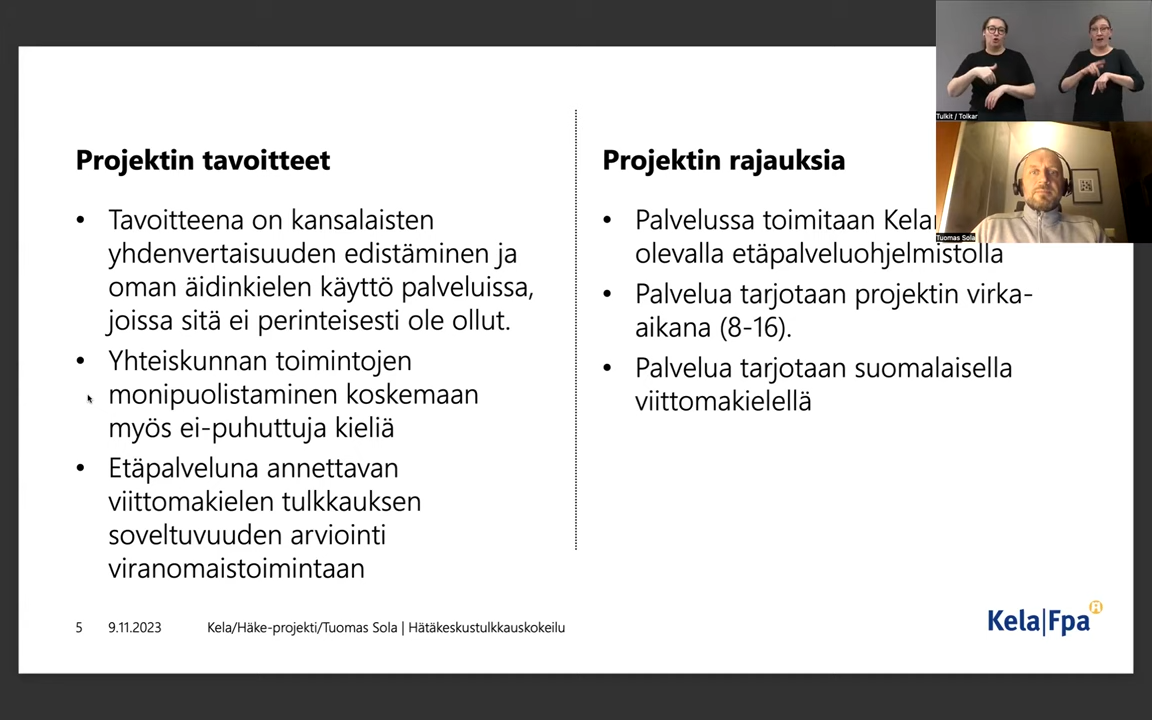 Projektin tavoitteet
• Tavoitteena on kansalaisten
yhdenvertaisuuden edistäminen ja
oman äidinkielen käyttö palveluissa,
joissa sitä ei perinteisesti ole ollut.
• Yhteiskunnan toimintojen
monipuolistaminen koskemaan
myös ei-puhuttuja kieliä
• Etäpalveluna annettavan
viittomakielen tulkkauksen
soveltuvuuden arviointi
viranomaistoimintaan
Projektin rajauksia
• Palvelussa toimitaan
olevalla etäpalveluohjelmistolla
• Palvelua tarjotaan projektin virka-
aikana (8-16).
• Palvelua tarjotaan suomalaisella
viittomakielellä
Tulkit / Tolkar
Tuomas Sola
5 9.11.2023 Kela/Häke-projekti/Tuomas Sola | Hätäkeskustulkkauskokeilu
Kela|Fpa